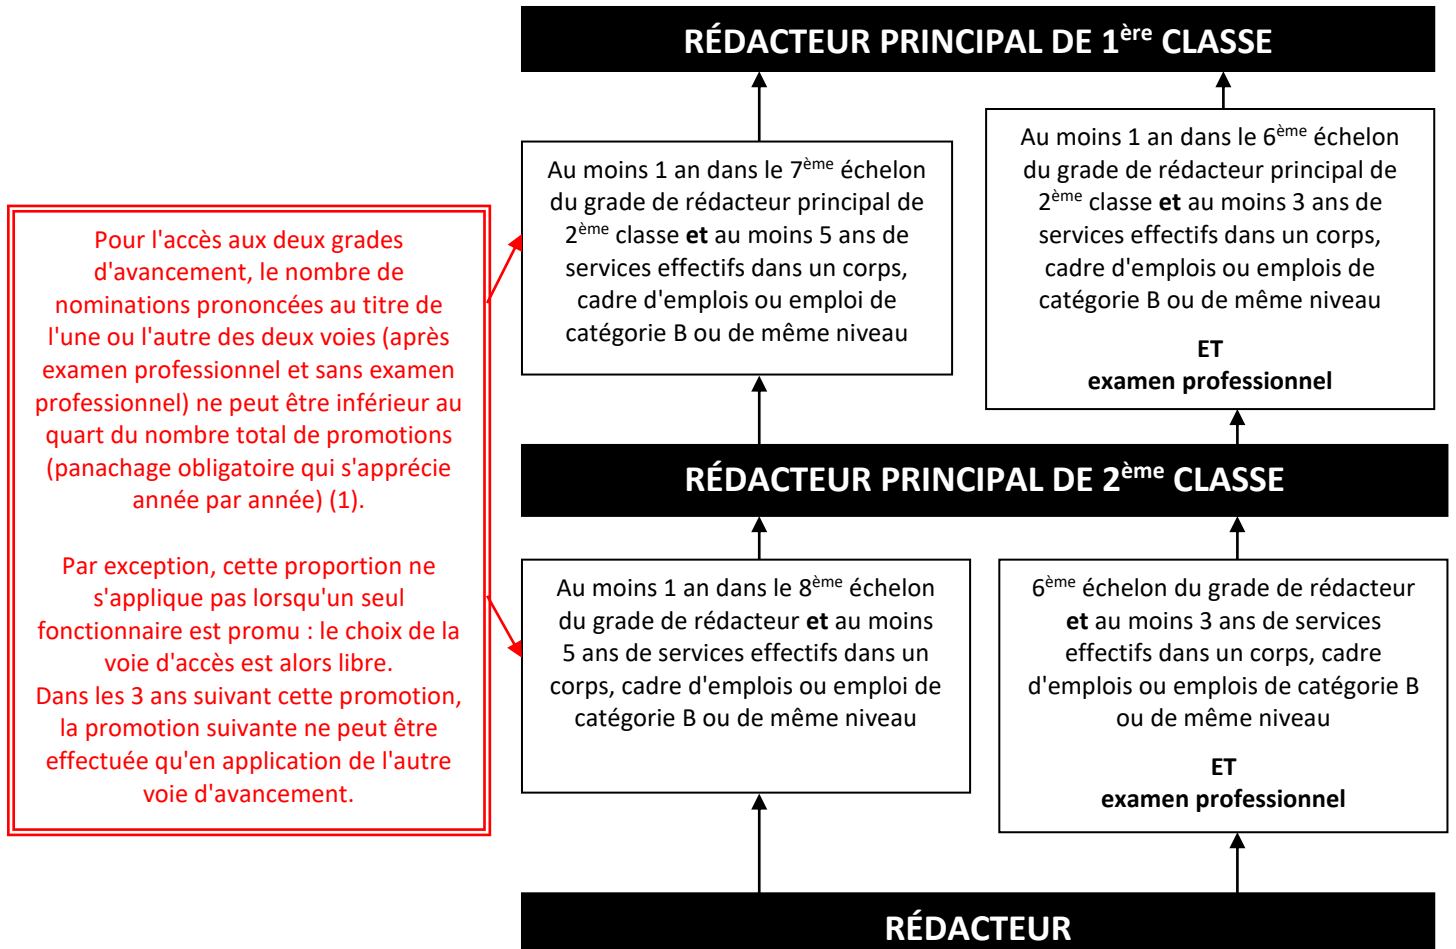 RÉDACTEUR PRINCIPAL DE 1ère CLASSE
Au moins 1 an dans le 7ème échelon
du grade de rédacteur principal de
2ème classe et au moins 5 ans de
services effectifs dans un corps,
cadre d'emplois ou emploi de
catégorie B ou de même niveau
Au moins 1 an dans le 6ème échelon
du grade de rédacteur principal de
2ème classe et au moins 3 ans de
services effectifs dans un corps,
cadre d'emplois ou emplois de
catégorie B ou de même niveau
ET
examen professionnel
Pour l'accès aux deux grades
d'avancement, le nombre de
nominations prononcées au titre de
l'une ou l'autre des deux voies (après
examen professionnel et sans examen
professionnel) ne peut être inférieur au
quart du nombre total de promotions
(panachage obligatoire qui s'apprécie
année par année) (1).
Par exception, cette proportion ne
s'applique pas lorsqu'un seul
fonctionnaire est promu : le choix de la
voie d'accès est alors libre.
Dans les 3 ans suivant cette promotion,
la promotion suivante ne peut être
effectuée qu'en application de l'autre
voie d'avancement.
RÉDACTEUR PRINCIPAL DE 2ème CLASSE
Au moins 1 an dans le 8ème échelon
du grade de rédacteur et au moins
5 ans de services effectifs dans un
corps, cadre d'emplois ou emploi de
catégorie B ou de même niveau
6ème échelon du grade de rédacteur
et au moins 3 ans de services
effectifs dans un corps, cadre
d'emplois ou emplois de catégorie B
ou de même niveau
ET
examen professionnel
RÉDACTEUR